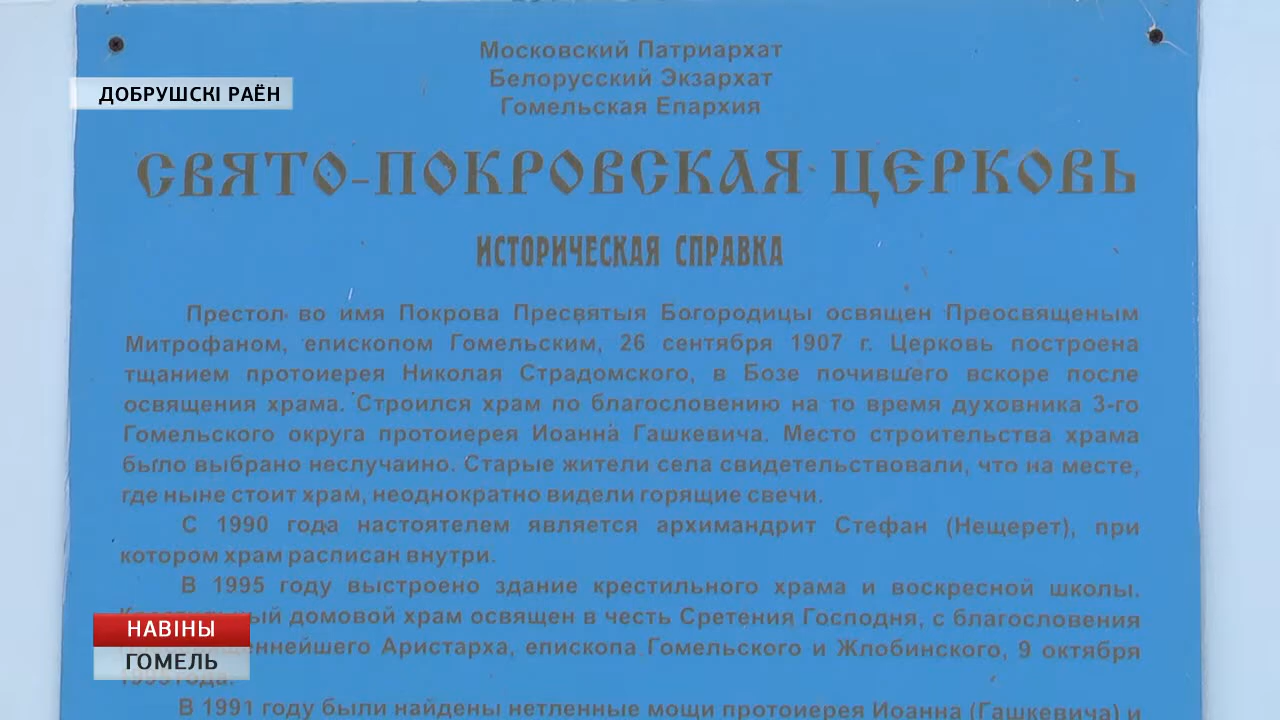 Московский Патриархат
Белорусский Экзархат
Гомельская Епархия
ДОБРУШСКІ РАЁН
СВЯТО-ПОКРОВСКАЯ ЦЕРКОВЬ
ИСТОРИЧЕСКАЯ СПРАВКА
Престол во имя Покрова Пресвятыя Богородицы освящен Преосвященым
Митрофаном, епископом Гомельским, 26 сентября 1907 г. Церковь построена
тщанием протоиерея Николая Страдомского, в Бозе почившего вскоре после
освящения храма. Строился храм по благословению на то время духовника 3-го
Гомельского округа протоиерея Иоанна Гашкевича. Место строительства храма
было выбрано неслучаино. Старые жители села свидетельствовали, что на месте,
где ныне стоит храм, неоднократно видели горящие свечи.
С 1990 года настоятелем является архимандрит Стефан (Нещерет), при
котором храм расписан внутри.
В 1995 году выстроено здание крестильного храма и воскресной школы.
домовой храм освящен в честь Сретения Господня, с благословения
Аристарха, епископа Гомельского и Жлобинского, 9 октября
года.
В 1991 году были найдены нетленные мощи протоиерея Иоанна (Гашкевича) и
НАВІНЫ
ГОМЕЛЬ